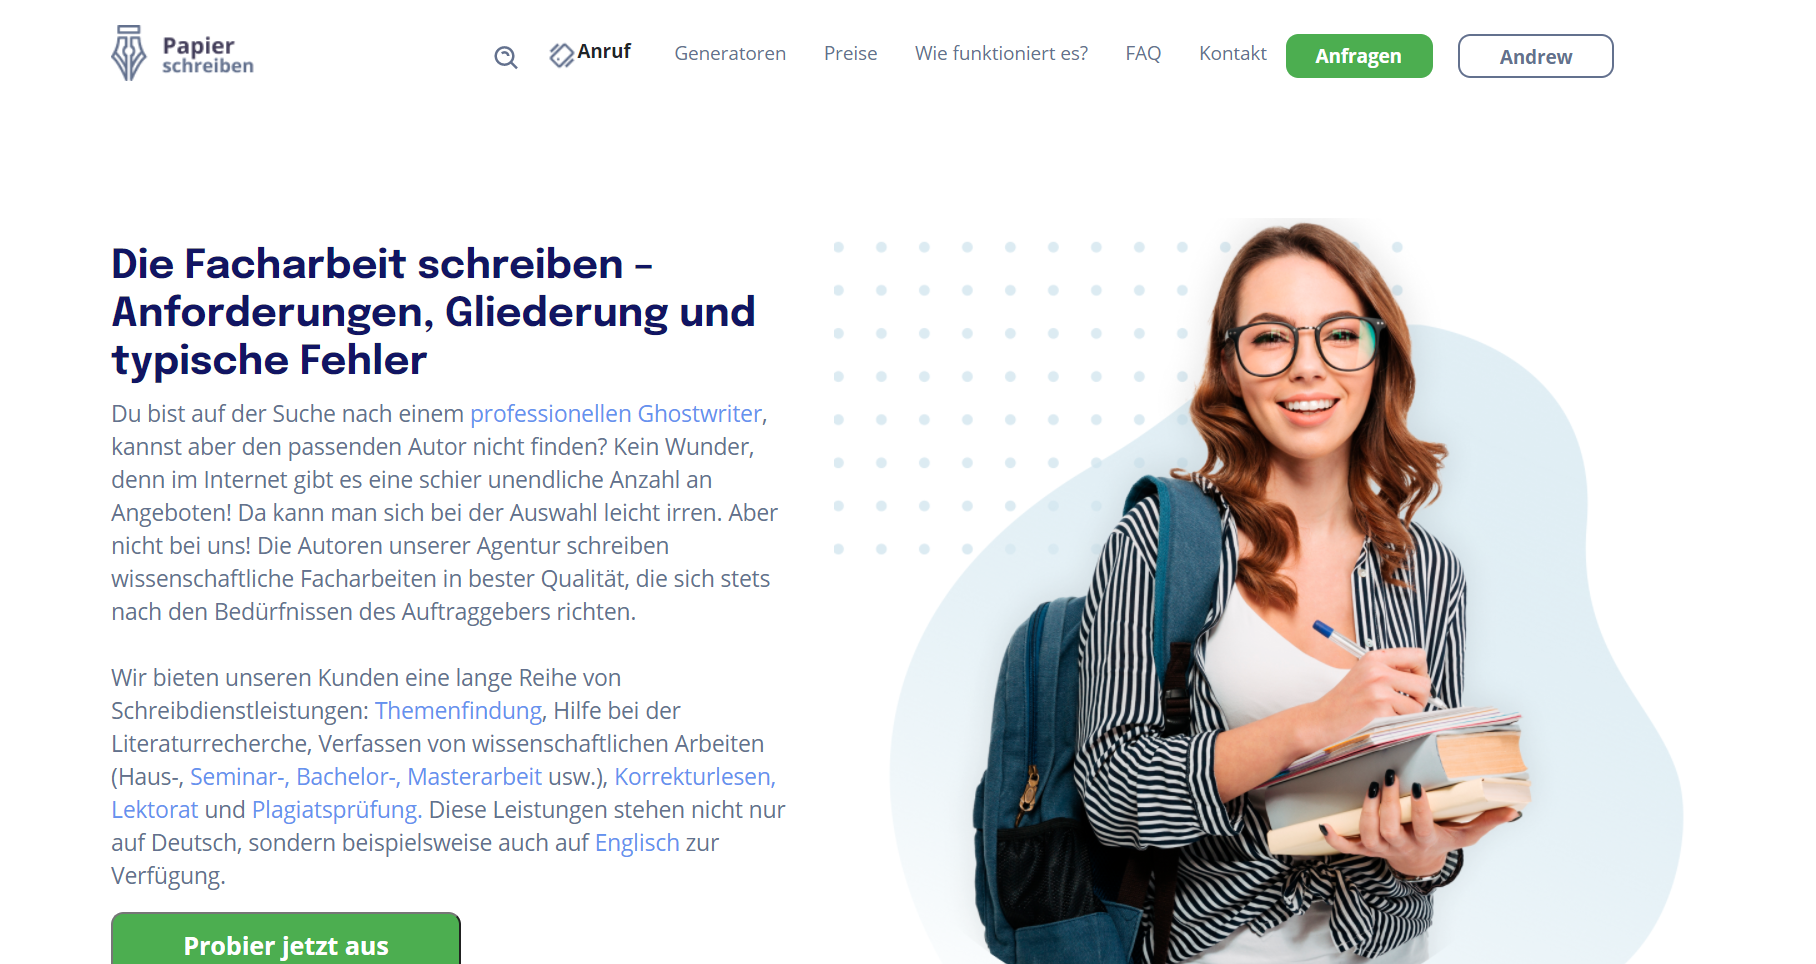 Papier
schreiben
Anruf
Generatoren
Preise
Wie funktioniert es?
FAQ
Kontakt
Anfragen
Andrew
Die Facharbeit schreiben –
Anforderungen, Gliederung und
typische Fehler
Du bist auf der Suche nach einem professionellen Ghostwriter,
kannst aber den passenden Autor nicht finden? Kein Wunder,
denn im Internet gibt es eine schier unendliche Anzahl an
Angeboten! Da kann man sich bei der Auswahl leicht irren. Aber
nicht bei uns! Die Autoren unserer Agentur schreiben
wissenschaftliche Facharbeiten in bester Qualität, die sich stets
nach den Bedürfnissen des Auftraggebers richten.
Wir bieten unseren Kunden eine lange Reihe von
Schreibdienstleistungen: Themenfindung, Hilfe bei der
Literaturrecherche, Verfassen von wissenschaftlichen Arbeiten
(Haus-, Seminar-, Bachelor-, Masterarbeit usw.), Korrekturlesen,
Lektorat und Plagiatsprüfung. Diese Leistungen stehen nicht nur
auf Deutsch, sondern beispielsweise auch auf Englisch zur
Verfügung.
Probier jetzt aus